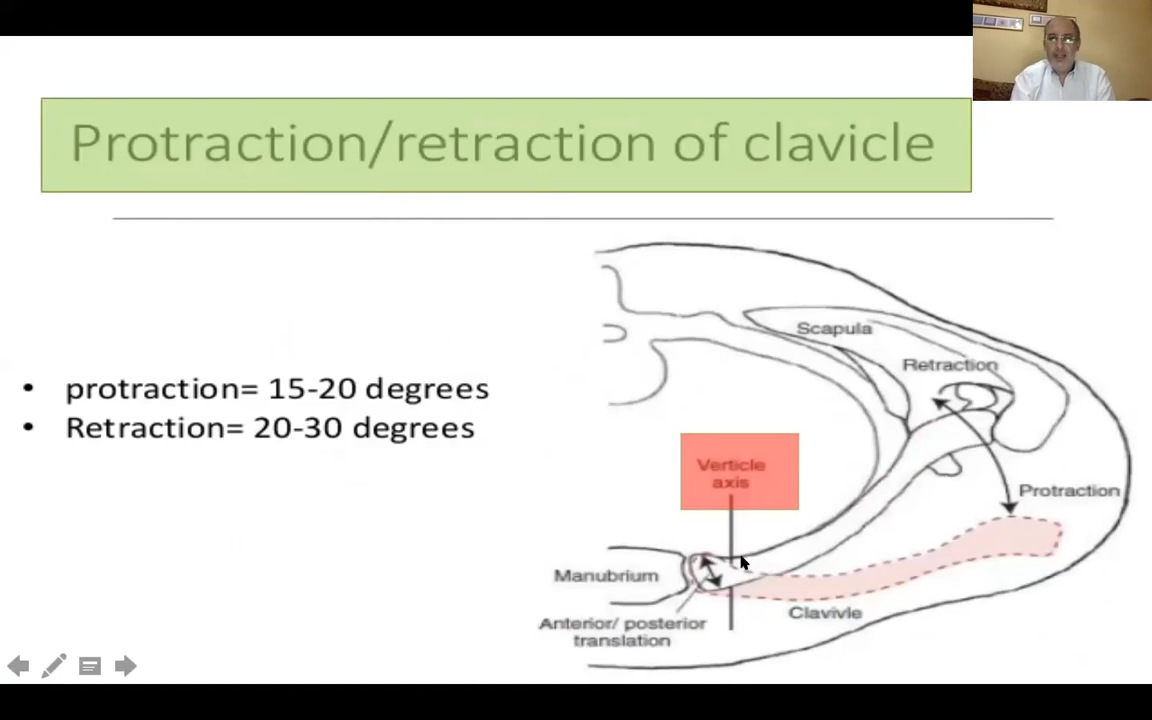 Protraction/retraction of clavicle
• protraction= 15-20 degrees
• Retraction= 20-30 degrees
Scapula
Retraction
Verticle
axis
Protraction
Manubrium
Clavivle
Anterior/ posterior
translation